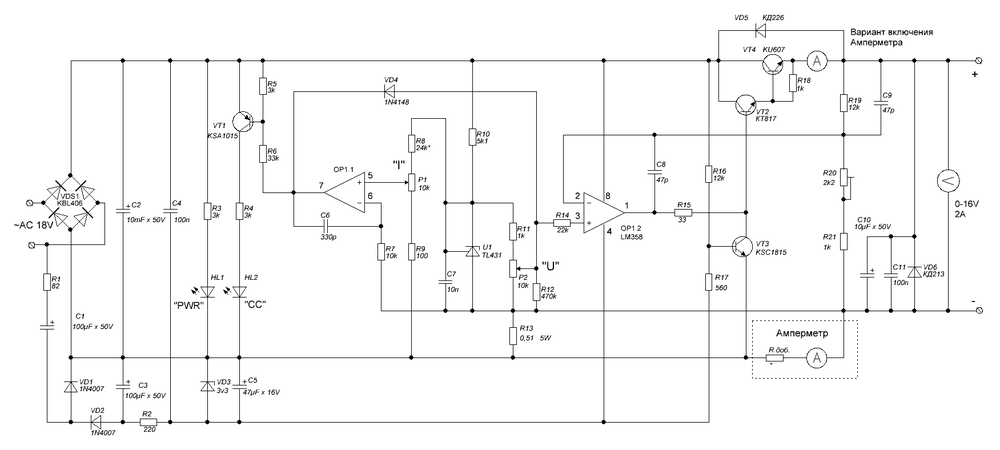 VD5 КД226
Вариант включения
Амперметра
VT4 KU607
A
+
R18
1k
R5
3k
VD4
1N4148
VT2
КТ817
R19
12k
C9
47p
VT1
KSA1015
R8
24k*
R10
5k1
R6
33k
OP1.1
"I"
P1
10k
7
5
+
6
−
C8
47p
R16
12k
R20
2k2
VDS1
KBL406
~AC 18V
+ C2
10mF x 50V
C4
100n
R3
3k
R4
3k
C6
330p
2
−
8
3
+
4
1
OP1.2
LM358
R14
22k
R15
33
V
0-16V
2A
R7
10k
R9
100
U1
TL431
R11
1k
"U"
P2
10k
R12
470k
C7
10n
VT3
KSC1815
R17
560
R21
1k
C10
10µF x 50V
+
C11
100n
VD6
КД213
R1
82
HL1
"PWR"
HL2
"CC"
-
C1
100µF x 50V
+
R13
0,51 5W
Амперметр
R доб.
*
A
VD1
1N4007
+ C3
100µF x 50V
VD3
3v3
+ C5
47µF x 16V
VD2
1N4007
R2
220